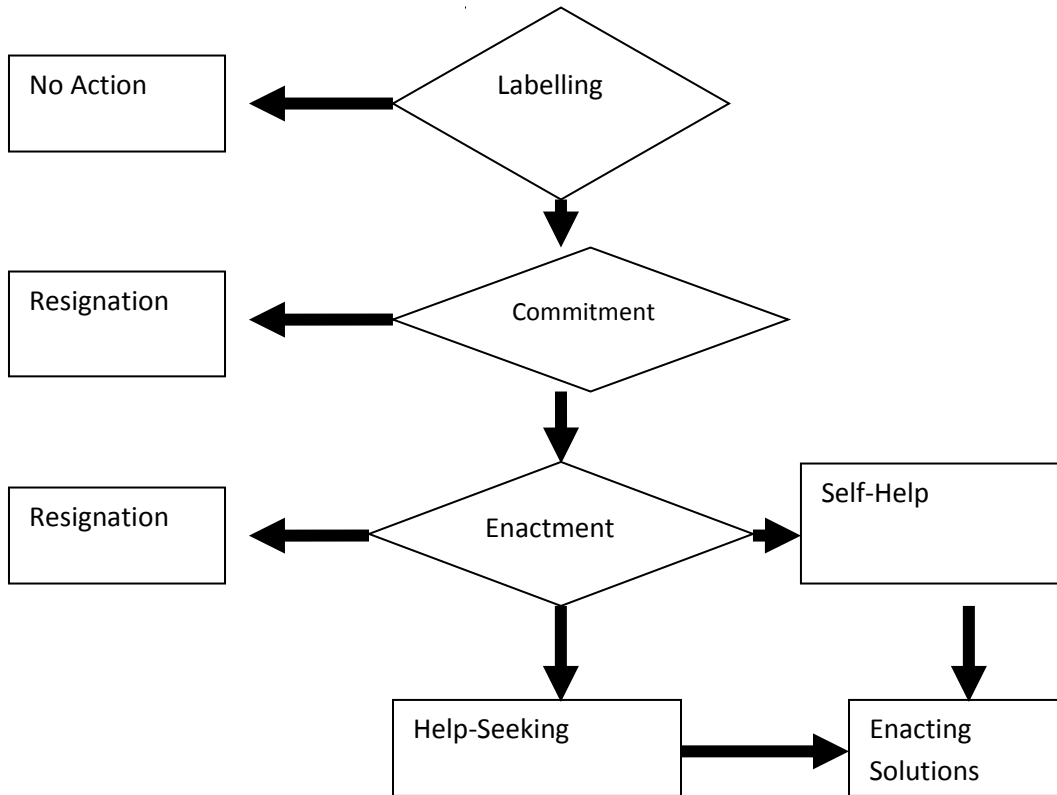 No Action
Labelling
Resignation
Commitment
Resignation
Enactment
Self-Help
Help-Seeking
Enacting
Solutions